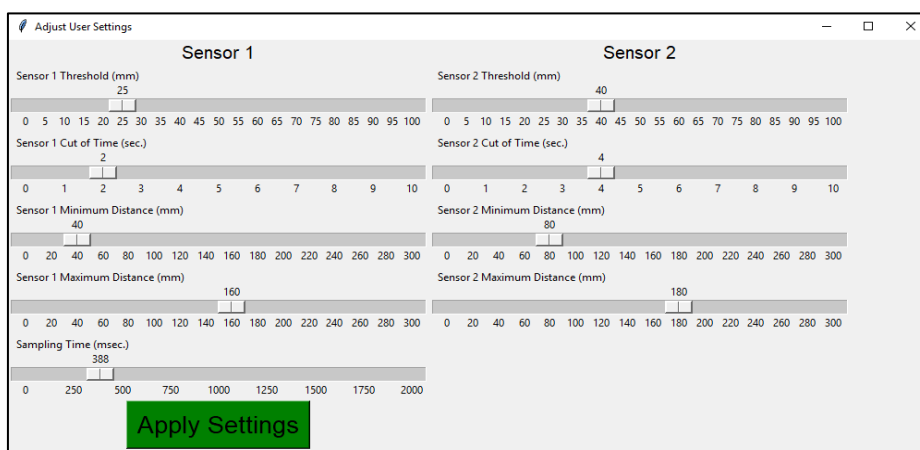 Adjust User Settings
Sensor 1 Sensor 2
Sensor 1 Threshold (mm) Sensor 2 Threshold (mm)
25 40
0 5 10 15 20 25 30 35 40 45 50 55 60 65 70 75 80 85 90 95 100 0 5 10 15 20 25 30 35 40 45 50 55 60 65 70 75 80 85 90 95 100
Sensor 1 Cut of Time (sec.) Sensor 2 Cut of Time (sec.)
2 4
0 1 2 3 4 5 6 7 8 9 10 0 1 2 3 4 5 6 7 8 9 10
Sensor 1 Minimum Distance (mm) Sensor 2 Minimum Distance (mm)
40 80
0 20 40 60 80 100 120 140 160 180 200 220 240 260 280 300 0 20 40 60 80 100 120 140 160 180 200 220 240 260 280 300
Sensor 1 Maximum Distance (mm) Sensor 2 Maximum Distance (mm)
160 180
0 20 40 60 80 100 120 140 160 180 200 220 240 260 280 300 0 20 40 60 80 100 120 140 160 180 200 220 240 260 280 300
Sampling Time (msec.)
388
0 250 500 750 1000 1250 1500 1750 2000
Apply Settings